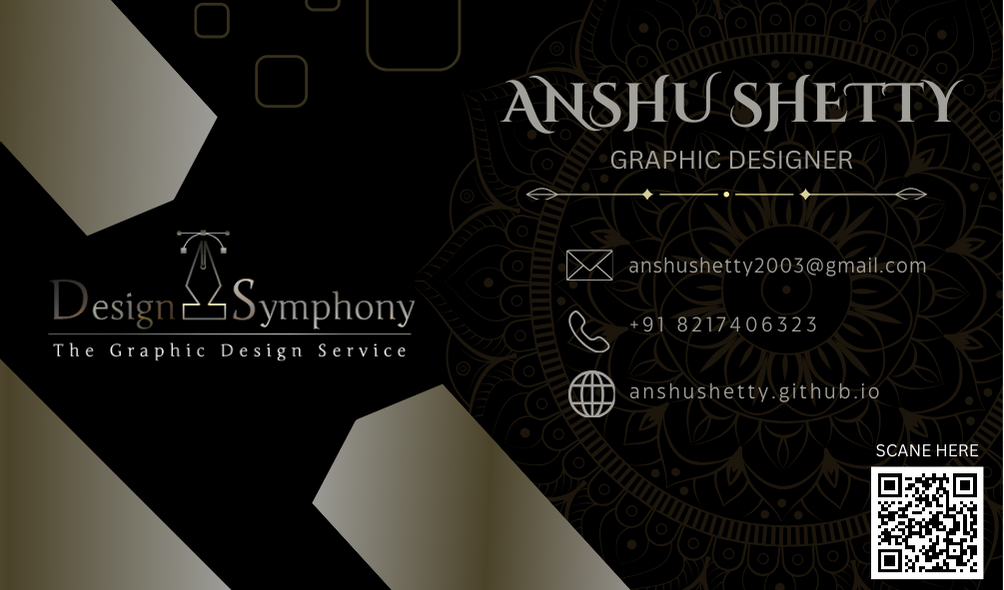 ANSHU SHETTY
GRAPHIC DESIGNER
Design Symphony
The Graphic Design Service
anshushetty2003@gmail.com
+91 8217406323
anshushetty.github.io
SCANE HERE